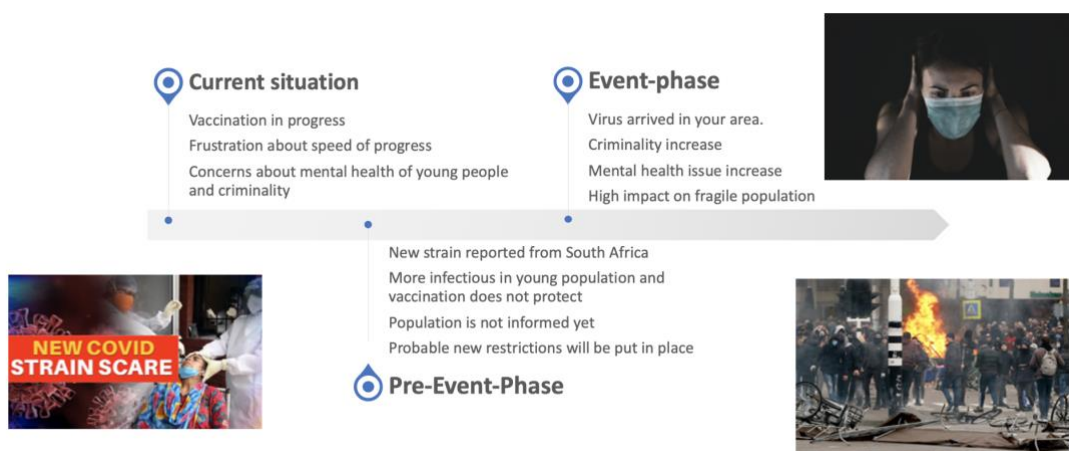 Current situation
Vaccination in progress
Frustration about speed of progress
Concerns about mental health of young people
and criminality
Event-phase
Virus arrived in your area.
Criminality increase
Mental health issue increase
High impact on fragile population
New strain reported from South Africa
More infectious in young population and
vaccination does not protect
Population is not informed yet
Probable new restrictions will be put in place
Pre-Event-Phase
NEW COVID
STRAIN SCARE